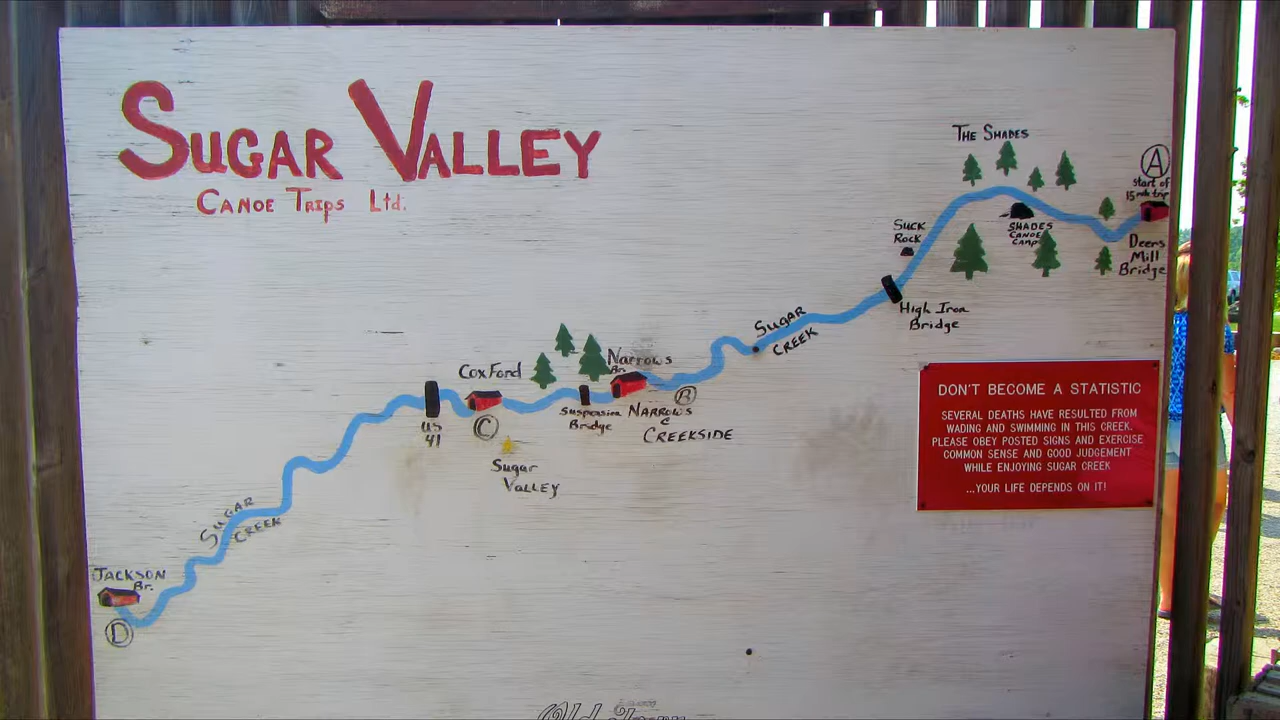 SUGAR VALLEY
CANOE TRIPS Ltd.
THE SHADES
A
Start of
15 mile trip
SUCK
ROCK
SHADES
CANOE
CAMP
Deers
Mill
Bridge
High Iron
Bridge
SUGAR
CREEK
Narrows
Br.
Cox Ford
Suspension
Bridge
B
NARROWS
&
CREEKSIDE
US
41
C
Sugar
VALLEY
SUGAR
CREEK
JACKSON
Br.
D
DON'T BECOME A STATISTIC
SEVERAL DEATHS HAVE RESULTED FROM
WADING AND SWIMMING IN THIS CREEK.
PLEASE OBEY POSTED SIGNS AND EXERCISE
COMMON SENSE AND GOOD JUDGEMENT
WHILE ENJOYING SUGAR CREEK
...YOUR LIFE DEPENDS ON IT!